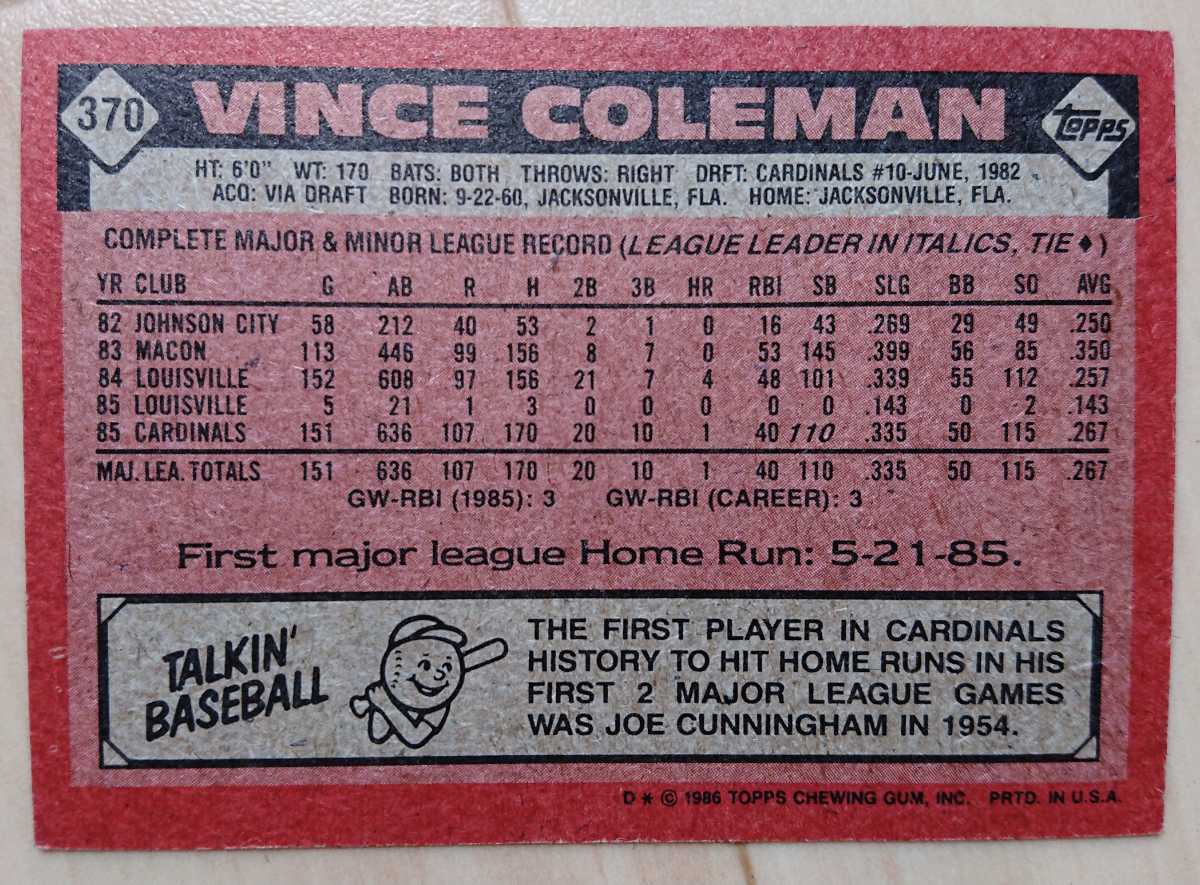 370 VINCE COLEMAN TOPPS
HT: 6'0" WT: 170 BATS: BOTH THROWS: RIGHT DRFT: CARDINALS #10-JUNE, 1982
ACQ: VIA DRAFT BORN: 9-22-60, JACKSONVILLE, FLA. HOME: JACKSONVILLE, FLA.
COMPLETE MAJOR & MINOR LEAGUE RECORD (LEAGUE LEADER IN ITALICS, TIE ♦)
YR CLUB G AB R H 2B 3B HR RBI SB SLG BB SO AVG
82 JOHNSON CITY 58 212 40 53 2 1 0 16 43 .269 29 49 .250
83 MACON 113 446 99 156 8 7 0 53 145 .399 56 85 .350
84 LOUISVILLE 152 608 97 156 21 7 4 48 101 .339 55 112 .257
85 LOUISVILLE 5 21 1 3 0 0 0 0 0 .143 0 2 .143
85 CARDINALS 151 636 107 170 20 10 1 40 110 .335 50 115 .267
MAJ. LEA. TOTALS 151 636 107 170 20 10 1 40 110 .335 50 115 .267
GW-RBI (1985): 3 GW-RBI (CAREER): 3
First major league Home Run: 5-21-85.
TALKIN'
BASEBALL
THE FIRST PLAYER IN CARDINALS
HISTORY TO HIT HOME RUNS IN HIS
FIRST 2 MAJOR LEAGUE GAMES
WAS JOE CUNNINGHAM IN 1954.
D * © 1986 TOPPS CHEWING GUM, INC. PRTD. IN U.S.A.